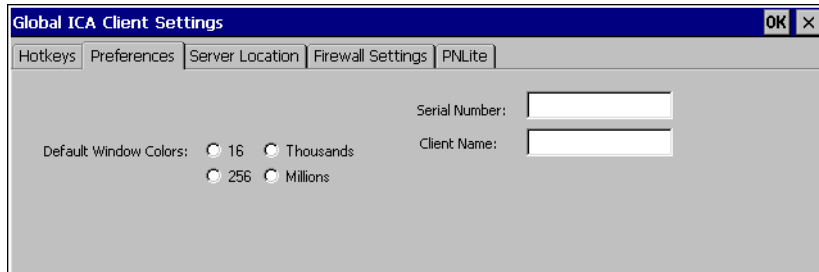 Global ICA Client Settings OK ×
Hotkeys Preferences Server Location Firewall Settings PNLite
Serial Number:
Client Name:
Default Window Colors: 16 Thousands
256 Millions